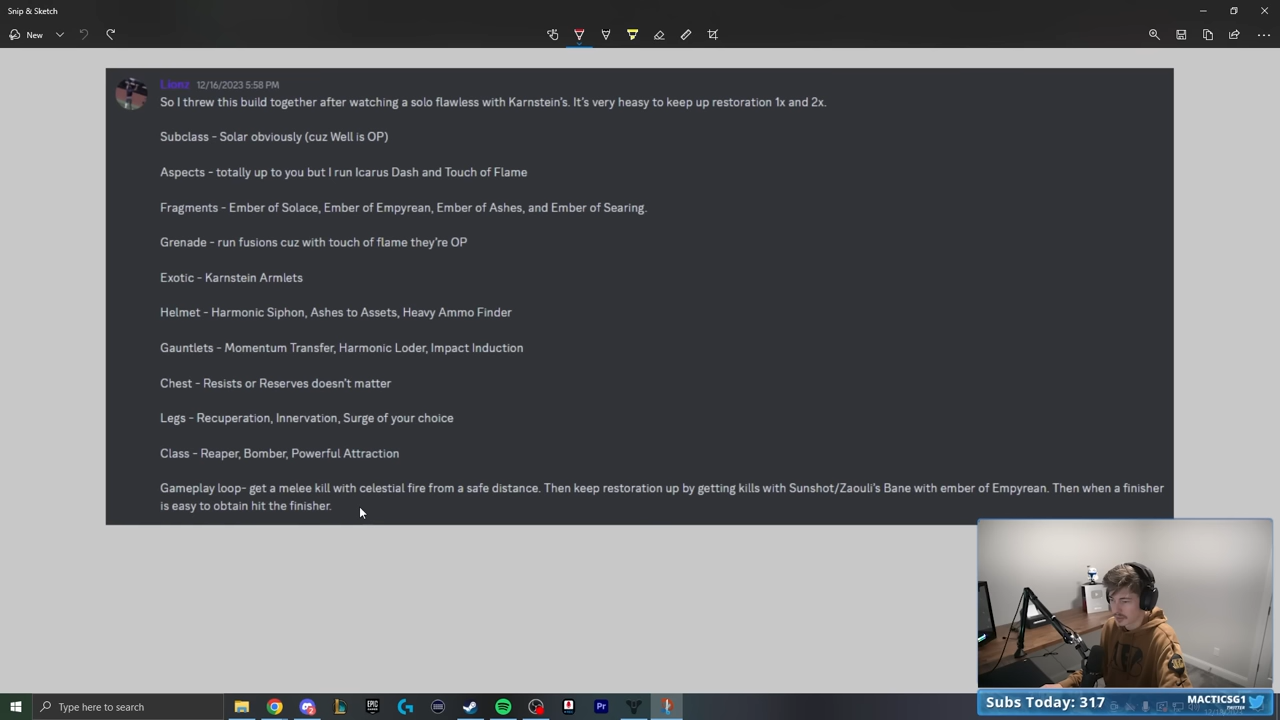 Snip & Sketch
New
Lionz 12/16/2023 5:58 PM
So I threw this build together after watching a solo flawless with Karnstein's. It's very heasy to keep up restoration 1x and 2x.
Subclass - Solar obviously (cuz Well is OP)
Aspects - totally up to you but I run Icarus Dash and Touch of Flame
Fragments - Ember of Solace, Ember of Empyrean, Ember of Ashes, and Ember of Searing.
Grenade - run fusions cuz with touch of flame they're OP
Exotic - Karnstein Armlets
Helmet - Harmonic Siphon, Ashes to Assets, Heavy Ammo Finder
Gauntlets - Momentum Transfer, Harmonic Loder, Impact Induction
Chest - Resists or Reserves doesn't matter
Legs - Recuperation, Innervation, Surge of your choice
Class - Reaper, Bomber, Powerful Attraction
Gameplay loop- get a melee kill with celestial fire from a safe distance. Then keep restoration up by getting kills with Sunshot/Zaouli's Bane with ember of Empyrean. Then when a finisher
is easy to obtain hit the finisher.
Type here to search
EPIC GAMES
Pr
Subs Today: 317
MACTICSG1
TWITTER